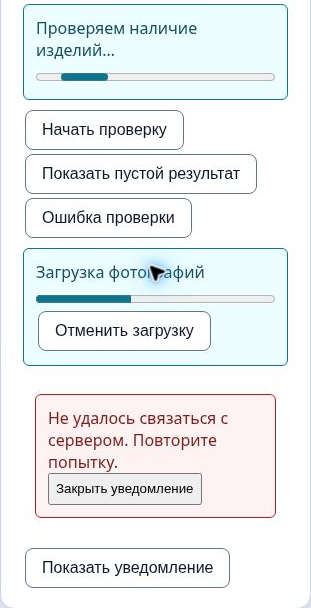 Проверяем наличие
изделий...
Начать проверку
Показать пустой результат
Ошибка проверки
Загрузка фотографий
Отменить загрузку
Не удалось связаться с
сервером. Повторите
попытку.
Закрыть уведомление
Показать уведомление